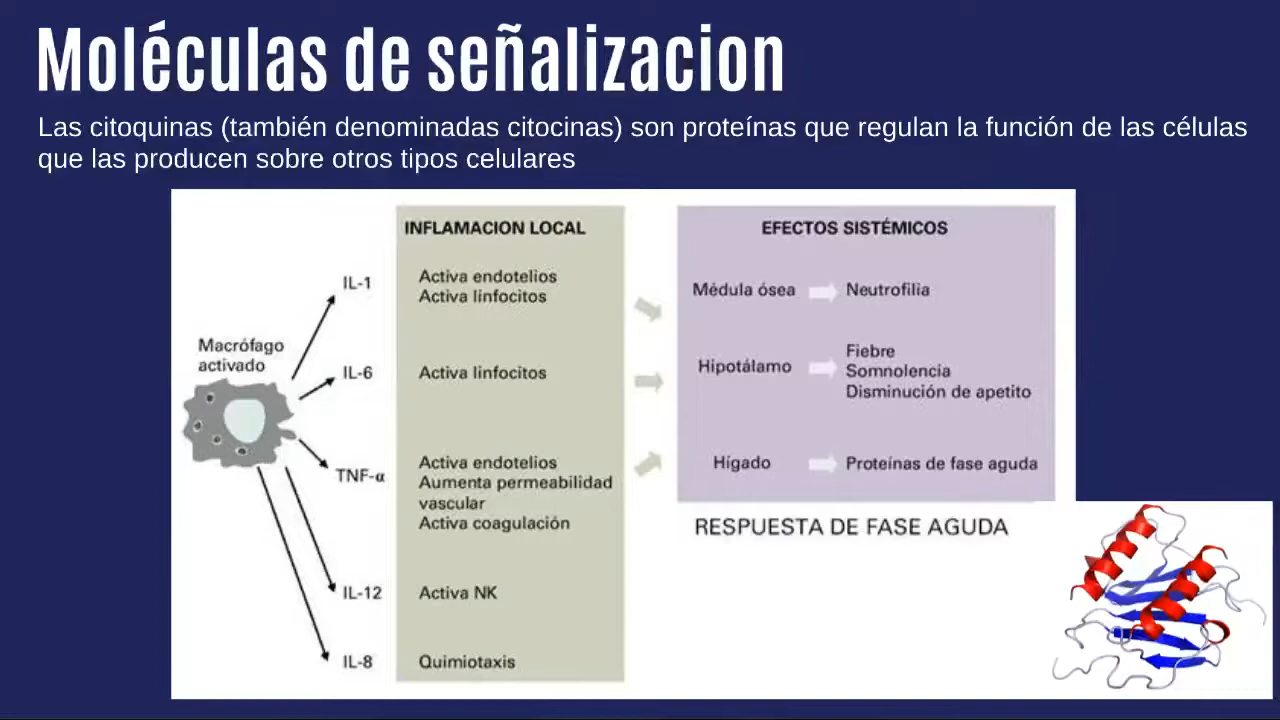 Moléculas de señalizacion
Las citoquinas (también denominadas citocinas) son proteínas que regulan la función de las células
que las producen sobre otros tipos celulares
Macrófago
activado
IL-1
IL-6
TNF-α
IL-12
IL-8
INFLAMACION LOCAL
Activa endotelios
Activa linfocitos
Activa linfocitos
Activa endotelios
Aumenta permeabilidad
vascular
Activa coagulación
Activa NK
Quimiotaxis
EFECTOS SISTÉMICOS
Médula ósea
Neutrofilia
Hipotálamo
Fiebre
Somnolencia
Disminución de apetito
Hígado
Proteínas de fase aguda
RESPUESTA DE FASE AGUDA